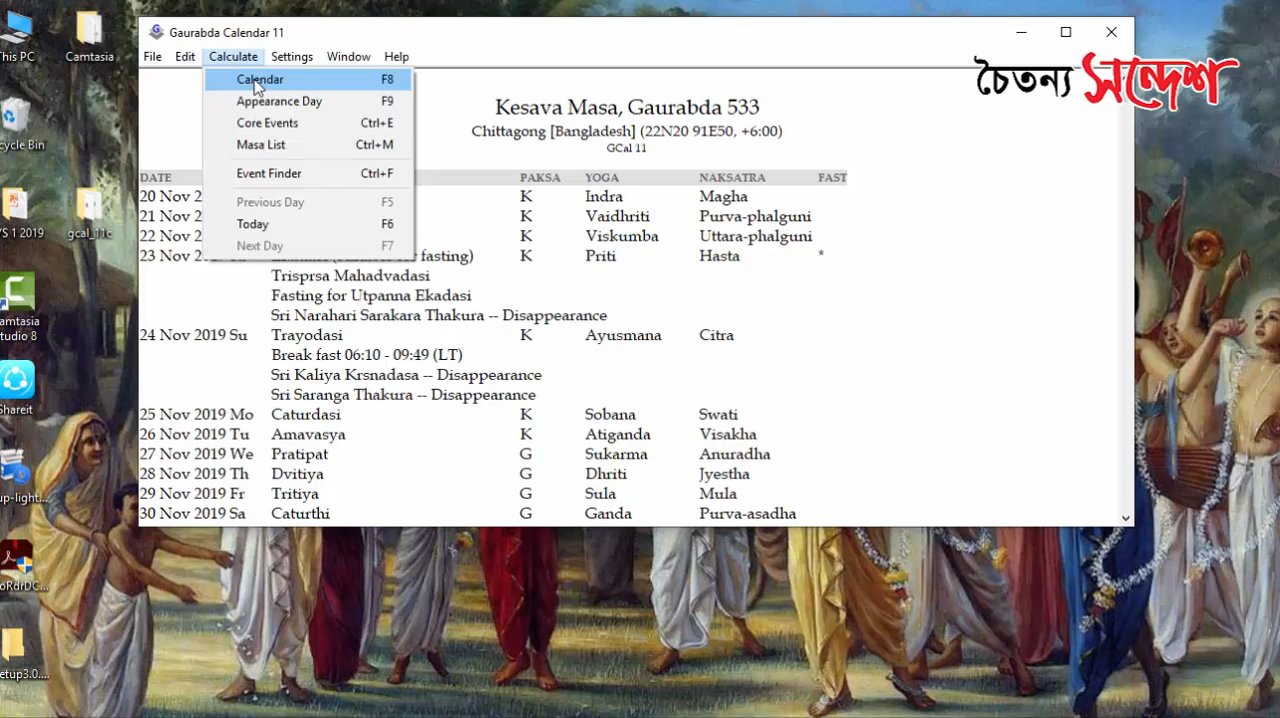 This PC
Camtasia
Gaurabda Calendar 11
File Edit Calculate Settings Window Help
চৈতন্য সন্দেশ
Calendar F8
Appearance Day F9
Core Events Ctrl+E
Masa List Ctrl+M
Event Finder Ctrl+F
Previous Day F5
Today F6
Next Day F7
Kesava Masa, Gaurabda 533
Chittagong [Bangladesh] (22N20 91E50, +6:00)
GCal 11
DATE PAKSA YOGA NAKSATRA FAST
20 Nov 2 K Indra Magha
21 Nov 2 K Vaidhriti Purva-phalguni
22 Nov 2 K Viskumba Uttara-phalguni
23 Nov 2 fasting) K Priti Hasta *
Trisprsa Mahadvadasi
Fasting for Utpanna Ekadasi
Sri Narahari Sarakara Thakura -- Disappearance
24 Nov 2019 Su Trayodasi K Ayusmana Citra
Break fast 06:10 - 09:49 (LT)
Sri Kaliya Krsnadasa -- Disappearance
Sri Saranga Thakura -- Disappearance
25 Nov 2019 Mo Caturdasi K Sobana Swati
26 Nov 2019 Tu Amavasya K Atiganda Visakha
27 Nov 2019 We Pratipat G Sukarma Anuradha
28 Nov 2019 Th Dvitiya G Dhriti Jyestha
29 Nov 2019 Fr Tritiya G Sula Mula
30 Nov 2019 Sa Caturthi G Ganda Purva-asadha
ecycle Bin
YS 1 2019
gcal_11c
Camtasia
Studio 8
Shareit
up-light...
oRdrDC...
etup3.0....